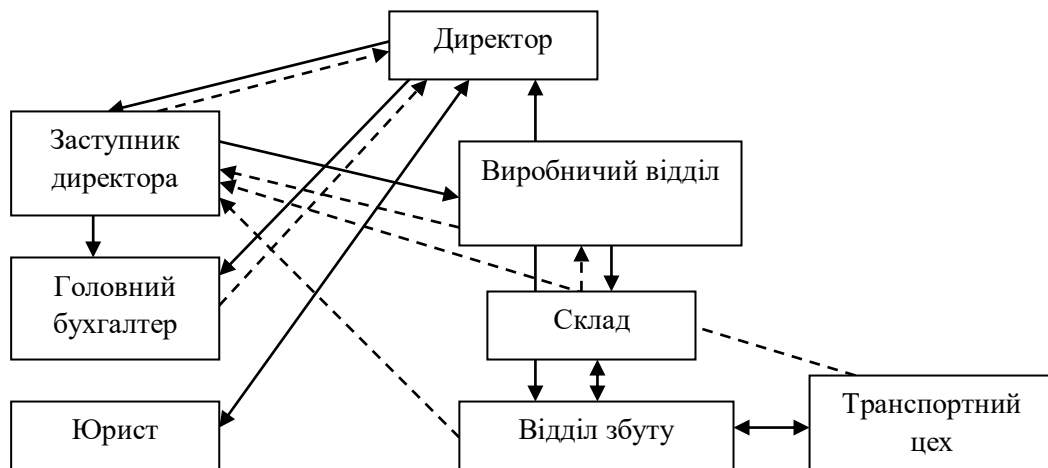 Директор
Заступник
директора
Виробничий відділ
Головний
бухгалтер
Склад
Юрист
Відділ збуту
Транспортний
цех